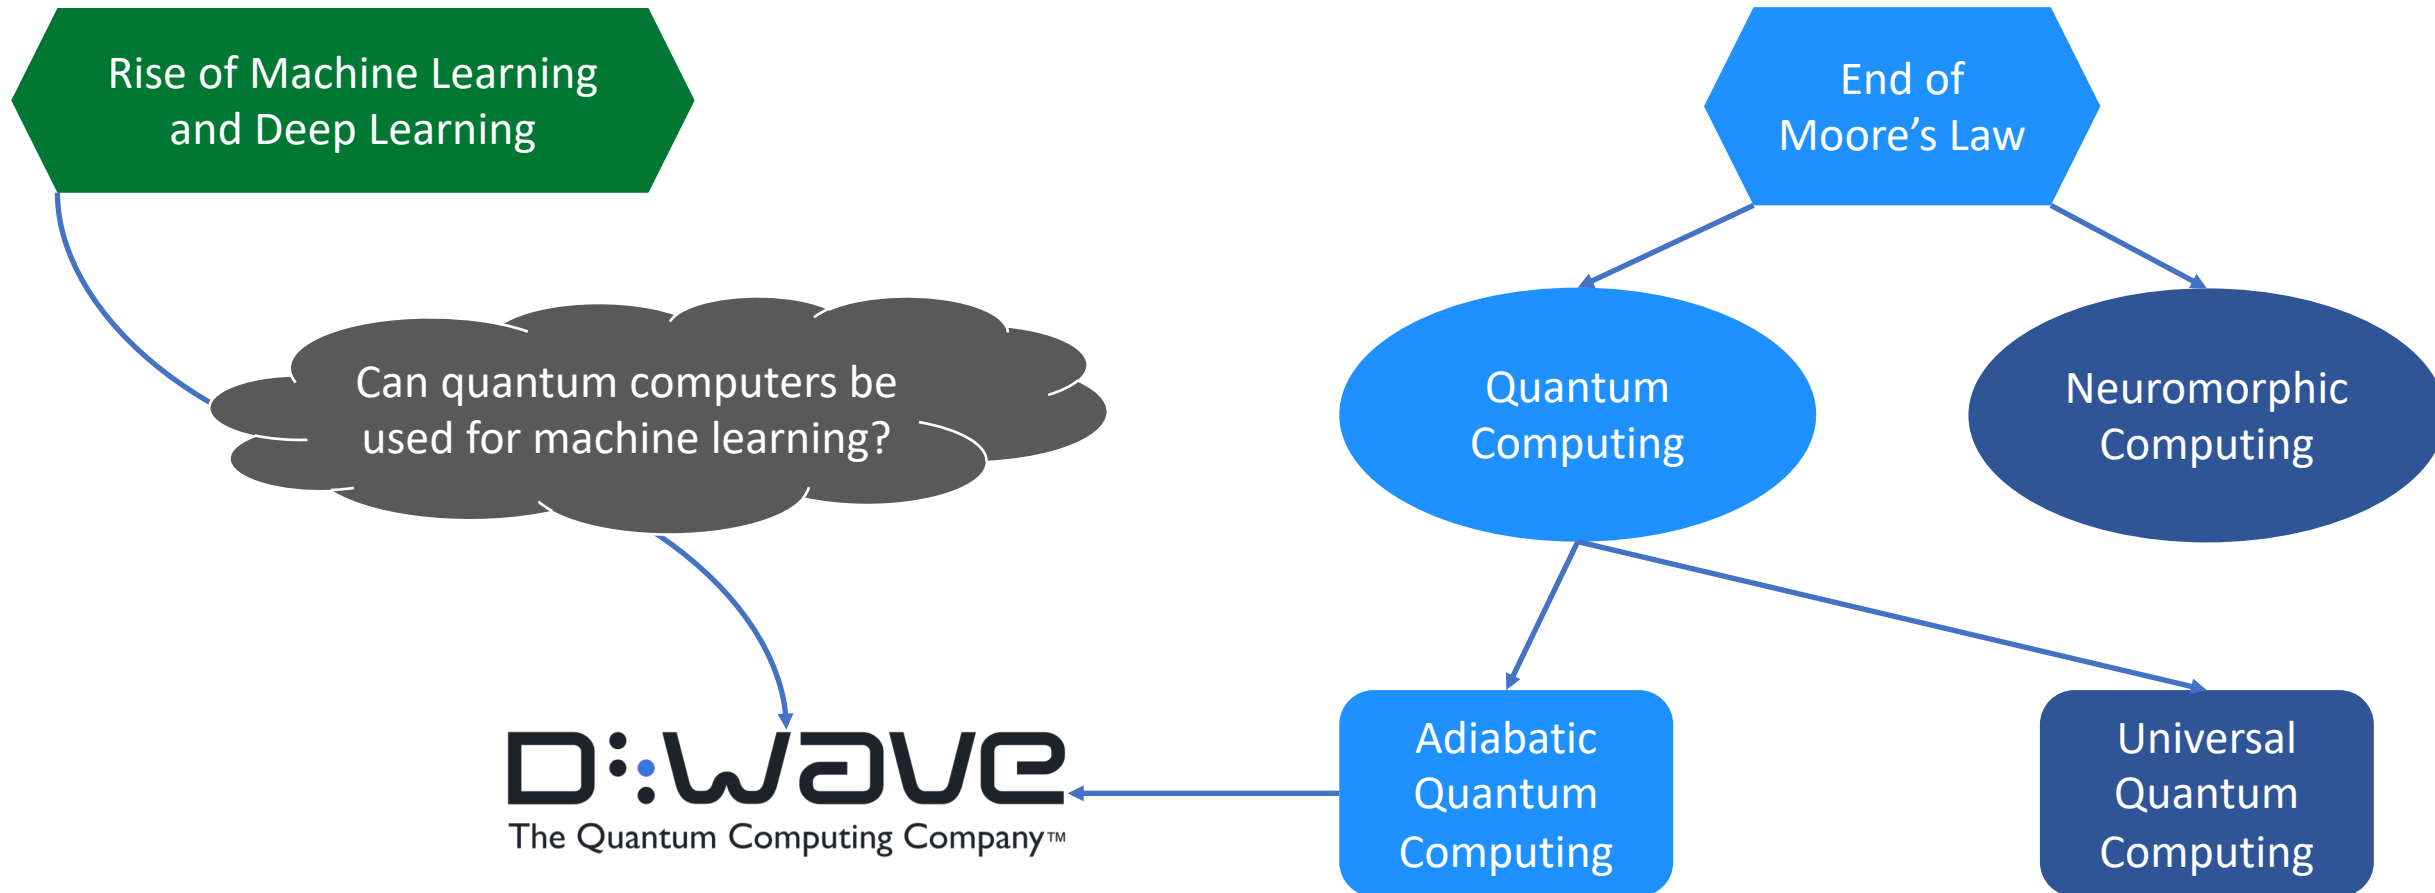 Rise of Machine Learning
and Deep Learning
End of
Moore’s Law
Can quantum computers be
used for machine learning?
Quantum
Computing
Neuromorphic
Computing
D:Wave
The Quantum Computing Company™
Adiabatic
Quantum
Computing
Universal
Quantum
Computing